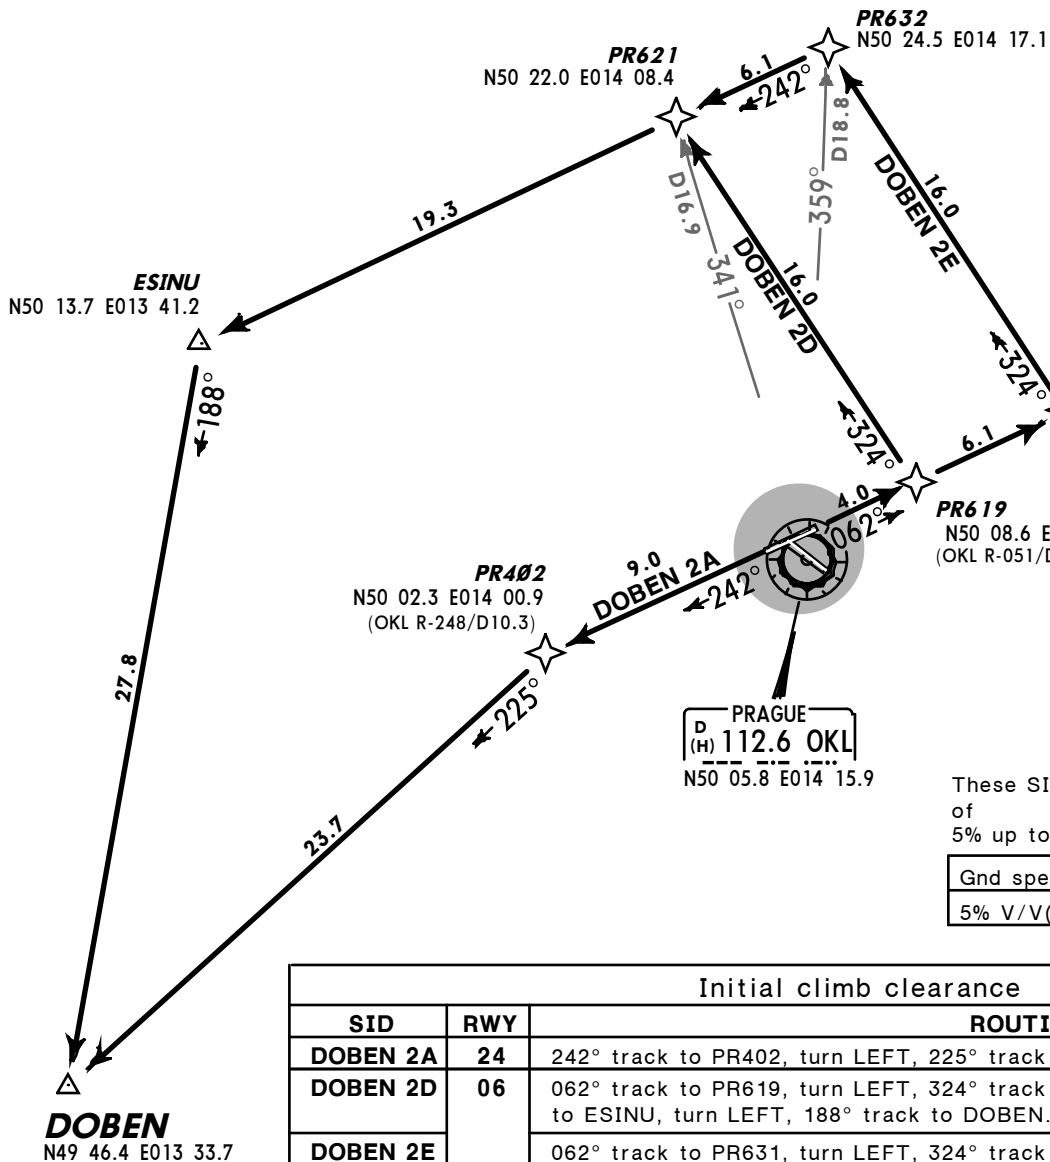 PR632
N50 24.5 E014 17.1
PR621
N50 22.0 E014 08.4
6.1
242°
D18.8
359°
16.0
DOBEN 2E
D16.9
341°
16.0
DOBEN 2D
19.3
ESINU
N50 13.7 E013 41.2
188°
324°
324°
6.1
4.0
062°
PR619
N50 08.6 E
(OKL R-051/D
9.0
DOBEN 2A
242°
PR4Ø2
N50 02.3 E014 00.9
(OKL R-248/D10.3)
225°
27.8
23.7
PRAGUE
D
(H) 112.6 OKL
N50 05.8 E014 15.9
These SI
of
5% up to
Gnd spe
5% V/V(
DOBEN
N49 46.4 E013 33.7
Initial climb clearance
SID RWY ROUTI
DOBEN 2A 24 242° track to PR402, turn LEFT, 225° track
DOBEN 2D 06 062° track to PR619, turn LEFT, 324° track
to ESINU, turn LEFT, 188° track to DOBEN.
DOBEN 2E 062° track to PR631, turn LEFT, 324° track